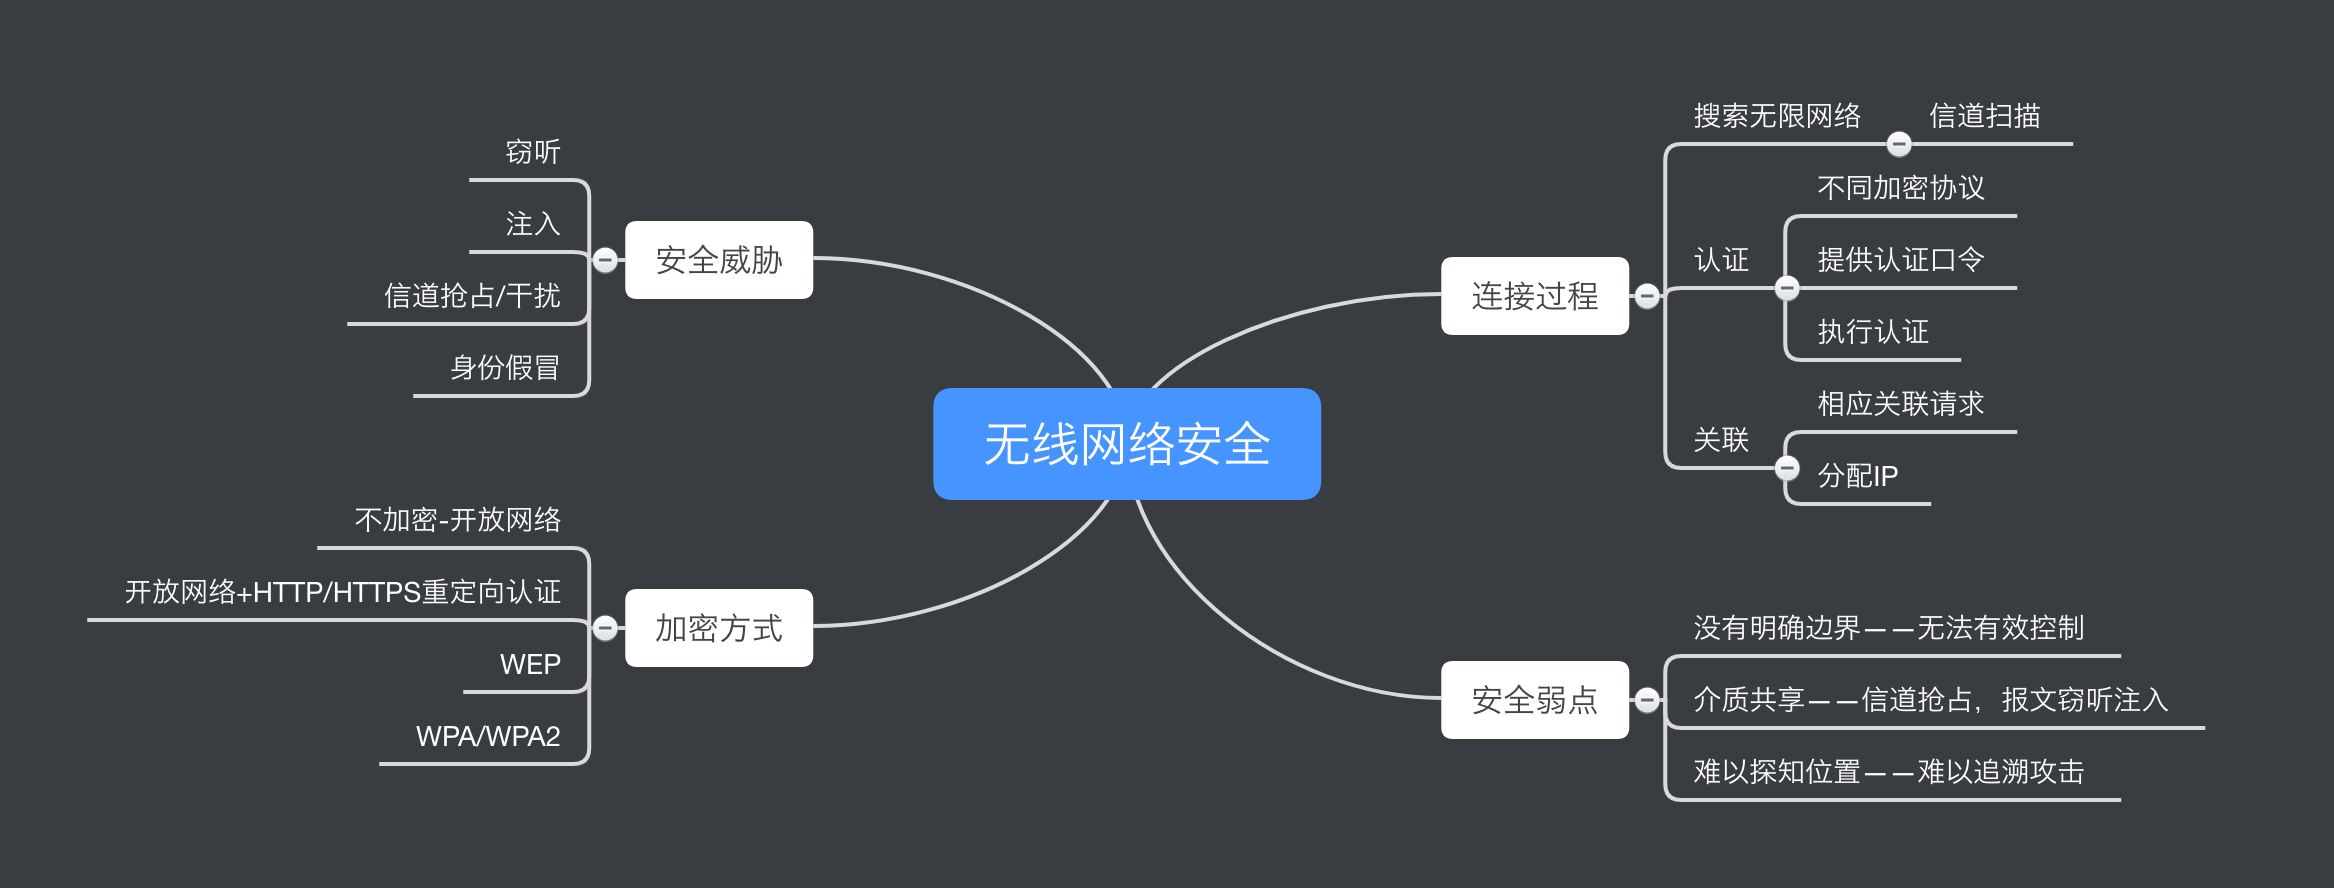 无线网络安全
连接过程
搜索无限网络
信道扫描
认证
不同加密协议
提供认证口令
执行认证
关联
相应关联请求
分配IP
安全弱点
没有明确边界——无法有效控制
介质共享——信道抢占，报文窃听注入
难以探知位置——难以追溯攻击
安全威胁
窃听
注入
信道抢占/干扰
身份假冒
加密方式
不加密-开放网络
开放网络+HTTP/HTTPS重定向认证
WEP
WPA/WPA2